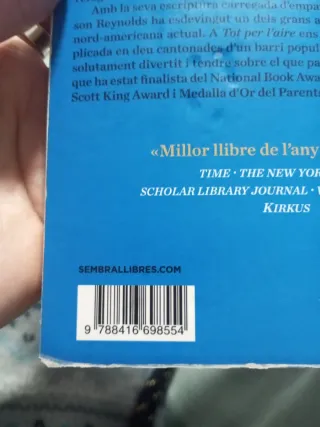 Amb la seva escriptura carregada d'empa
son Reynolds ha esdevingut un dels grans a
nord-americana actual. A Tot per l'aire ens
plicada en deu cantonades d'un barri popul
solutament divertit i tendre sobre el que pa
que ha estat finalista del National Book Awa
Scott King Award i Medalla d'Or del Parents
«Millor llibre de l'any
TIME · THE NEW YOR
SCHOLAR LIBRARY JOURNAL ·
KIRKUS
SEMBRALLIBRES.COM
9 788416 698554